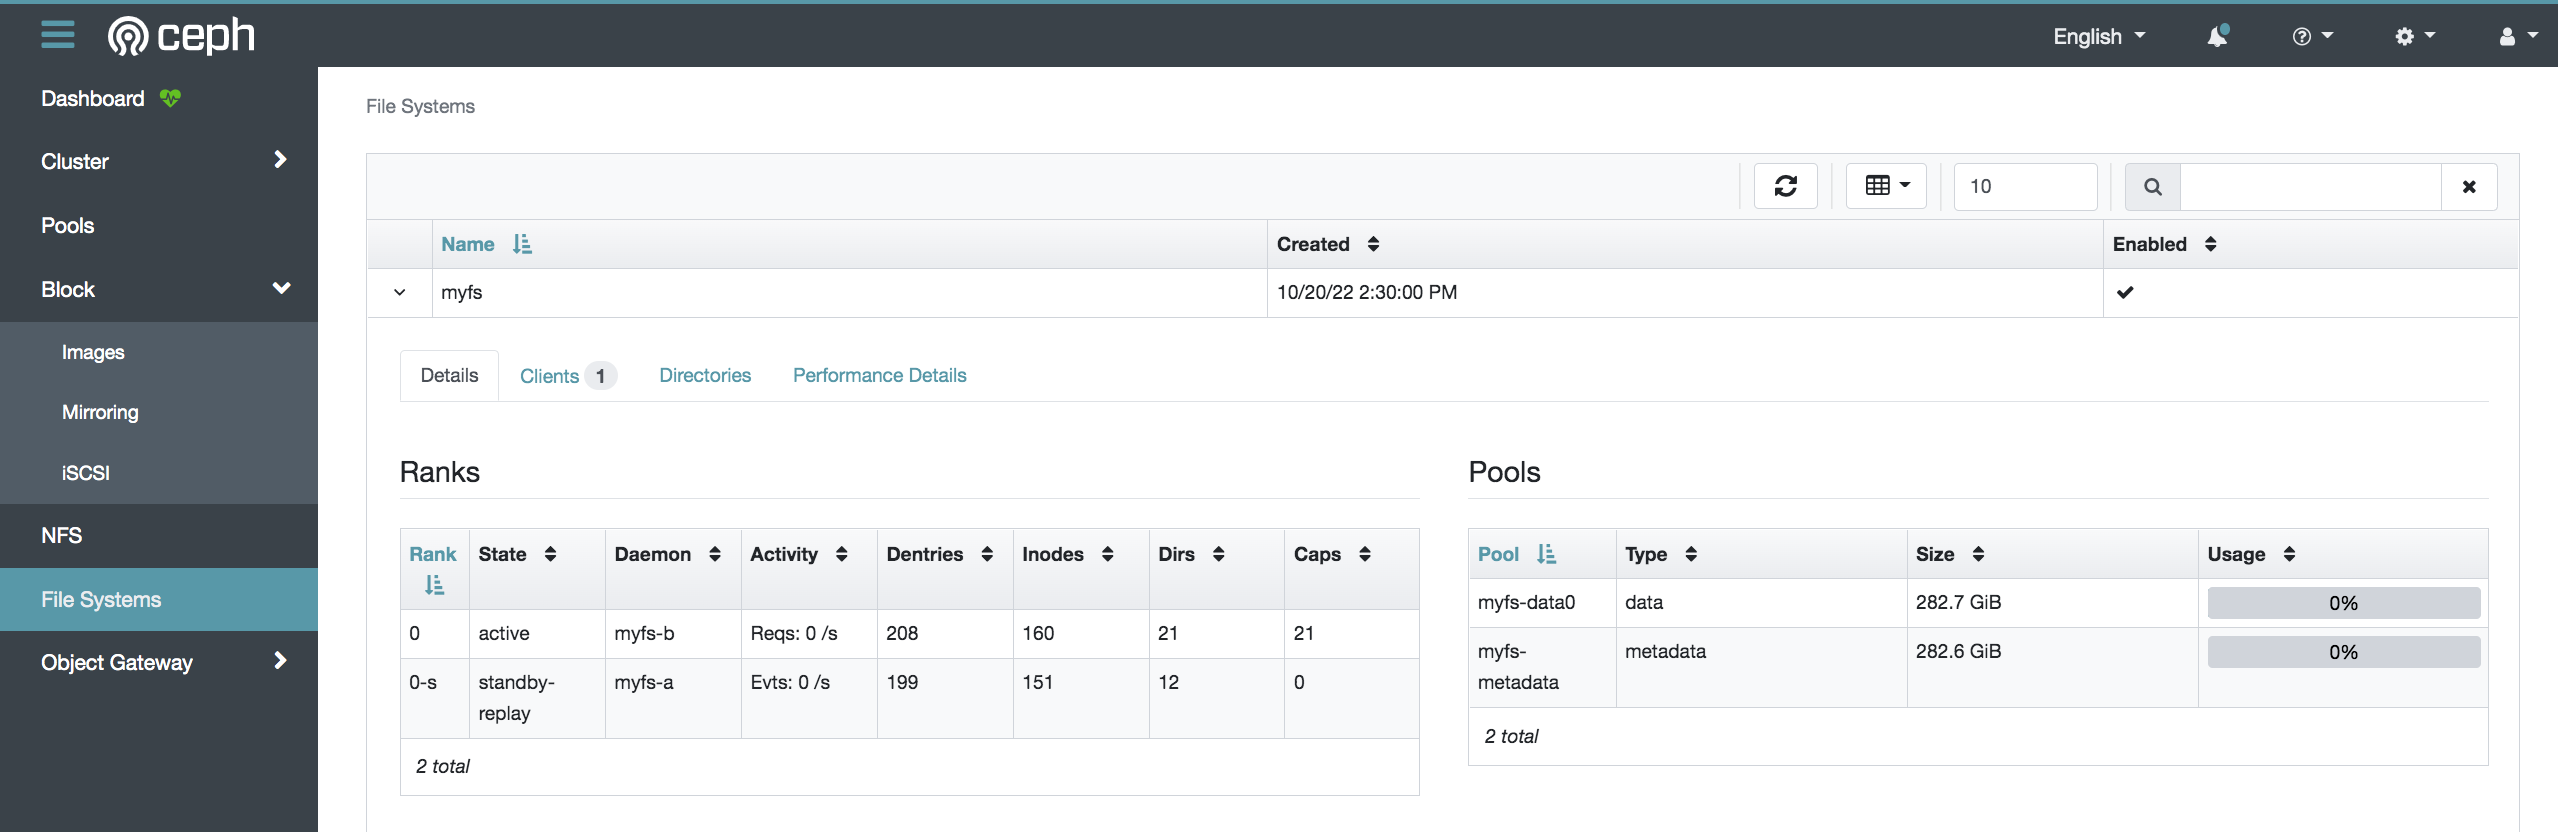 ceph
English
Dashboard
Cluster
Pools
Block
Images
Mirroring
iSCSI
NFS
File Systems
Object Gateway
File Systems
10
Name Created Enabled
myfs 10/20/22 2:30:00 PM
Details Clients 1 Directories Performance Details
Ranks
Rank State Daemon Activity Dentries Inodes Dirs Caps
0 active myfs-b Reqs: 0 /s 208 160 21 21
0-s standby- myfs-a Evts: 0 /s 199 151 12 0
replay
2 total
Pools
Pool Type Size Usage
myfs-data0 data 282.7 GiB 0%
myfs- metadata 282.6 GiB 0%
metadata
2 total